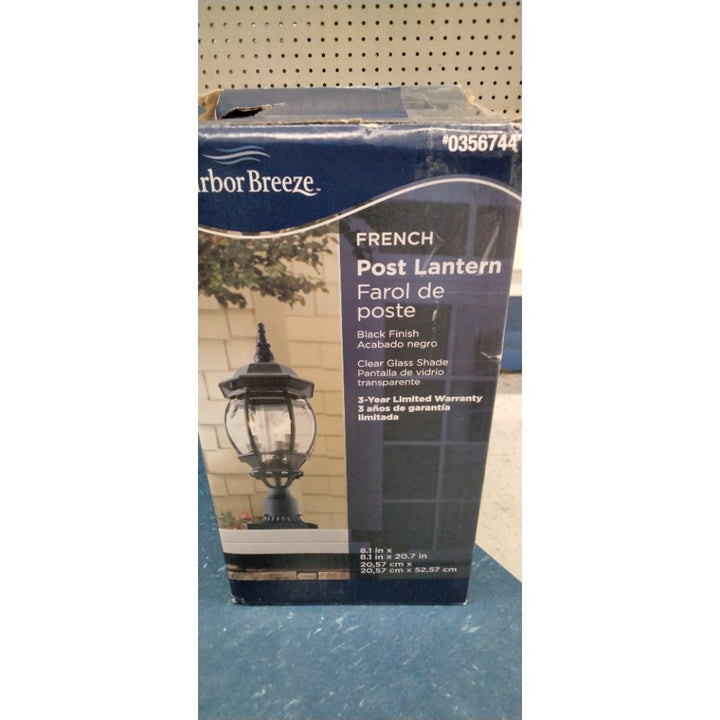 #0356744
rbor Breeze
FRENCH
Post Lantern
Farol de
poste
Black Finish
Acabado negro
Clear Glass Shade
Pantalla de vidrio
transparente
3-Year Limited Warranty
3 años de garantía
limitada
8.1 in x
8.1 in x 20.7 in
20,57 cm x
20,57 cm x 52,57 cm